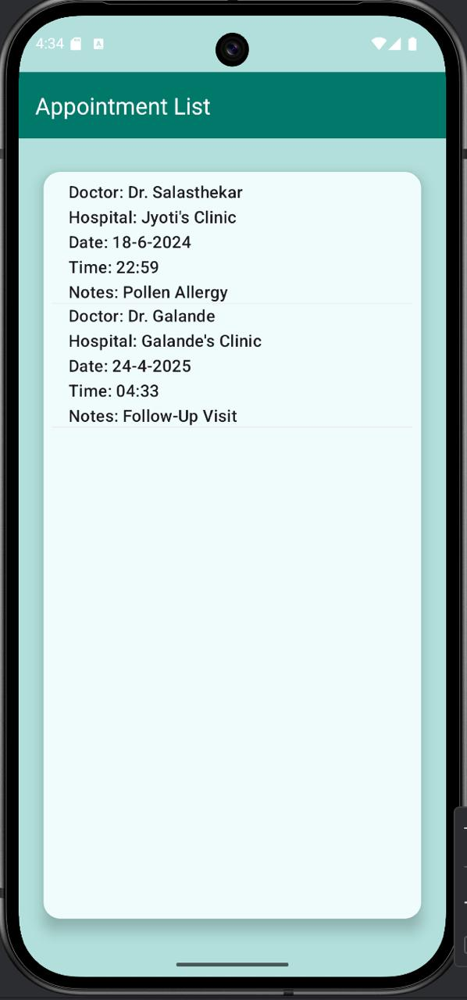 4:34
Appointment List
Doctor: Dr. Salasthekar
Hospital: Jyoti's Clinic
Date: 18-6-2024
Time: 22:59
Notes: Pollen Allergy
Doctor: Dr. Galande
Hospital: Galande's Clinic
Date: 24-4-2025
Time: 04:33
Notes: Follow-Up Visit